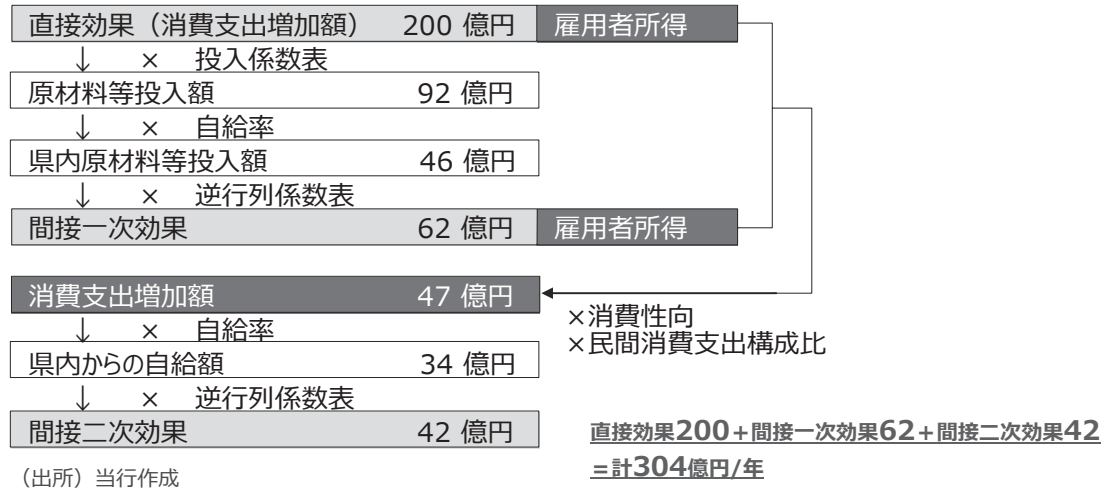 直接効果（消費支出増加額） 200 億円 雇用者所得
↓ × 投入係数表
原材料等投入額 92 億円
↓ × 自給率
県内原材料等投入額 46 億円
↓ × 逆行列係数表
間接一次効果 62 億円 雇用者所得
消費支出増加額 47 億円
×消費性向
×民間消費支出構成比
↓ × 自給率
県内からの自給額 34 億円
↓ × 逆行列係数表
間接二次効果 42 億円
直接効果200＋間接一次効果62＋間接二次効果42
＝計304億円/年
（出所）当行作成